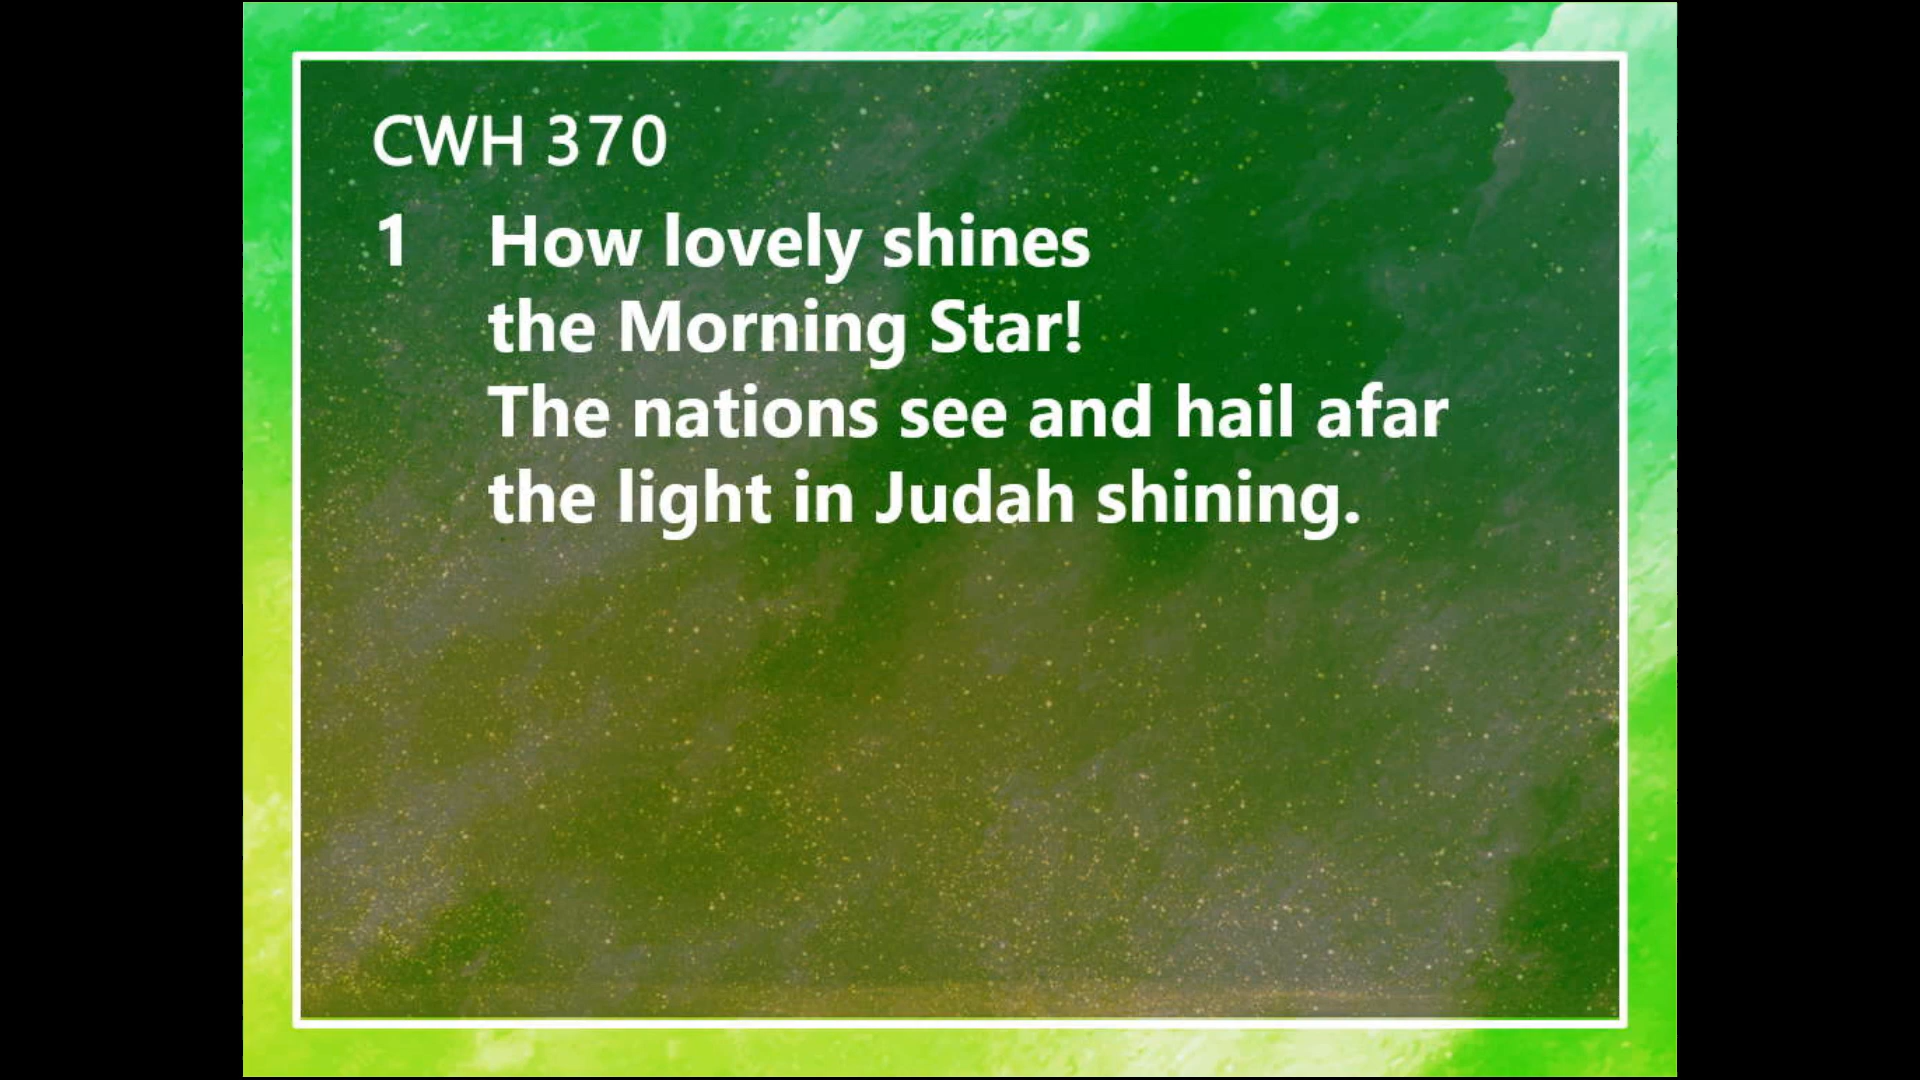 CWH 370
1 How lovely shines
the Morning Star!
The nations see and hail afar
the light in Judah shining.